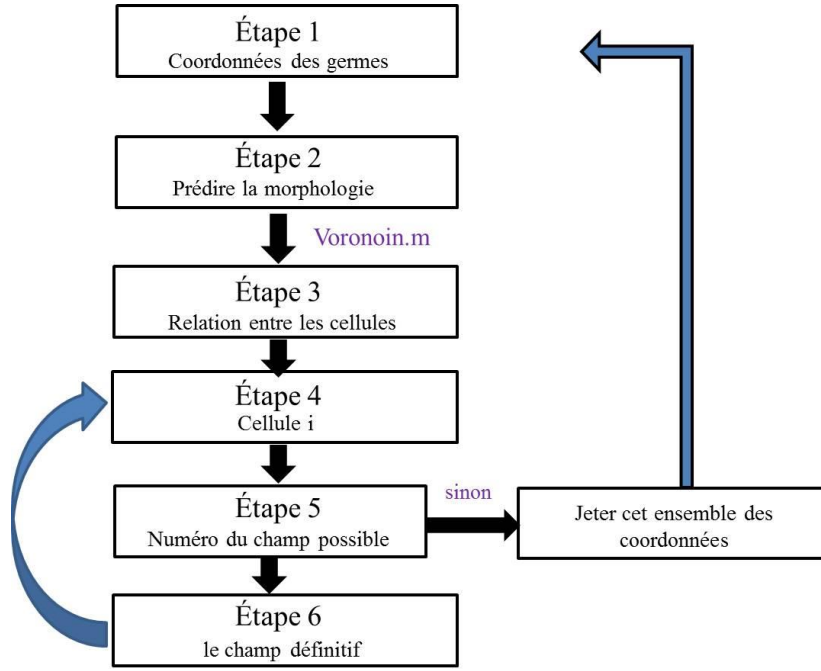 Étape 1
Coordonnées des germes
Étape 2
Prédire la morphologie
Voronoin.m
Étape 3
Relation entre les cellules
Étape 4
Cellule i
Étape 5
Numéro du champ possible
sinon
Jeter cet ensemble des
coordonnées
Étape 6
le champ définitif